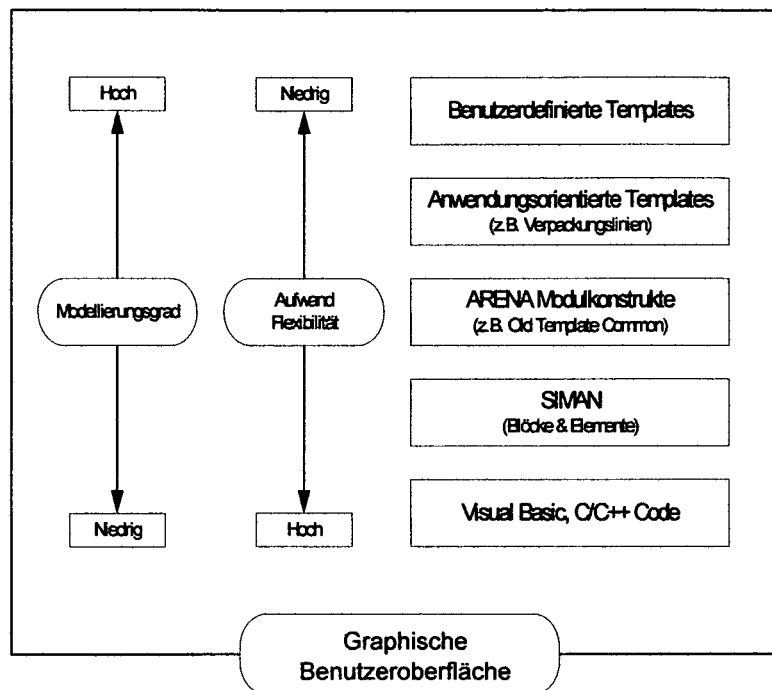 Hoch
Niedrig
Benutzerdefinierte Templates
Anwendungsorientierte Templates
(z.B. Verpackungslinien)
Modellierungsgrad
Aufwand
Flexibilität
ARENA Modulkonstrukte
(z.B. Old Template Common)
SIMAN
(Blöcke & Elemente)
Niedrig
Hoch
Visual Basic, C/C++ Code
Graphische
Benutzeroberfläche